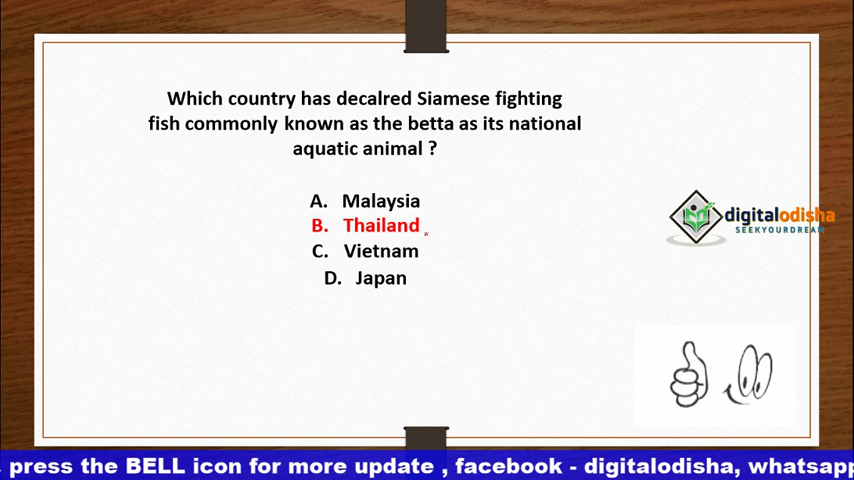 Which country has decalred Siamese fighting
fish commonly known as the betta as its national
aquatic animal ?
A. Malaysia
B. Thailand
C. Vietnam
D. Japan
digitalodisha
SEEKYOURDREAM
press the BELL icon for more update , facebook - digitalodisha, whatsapp